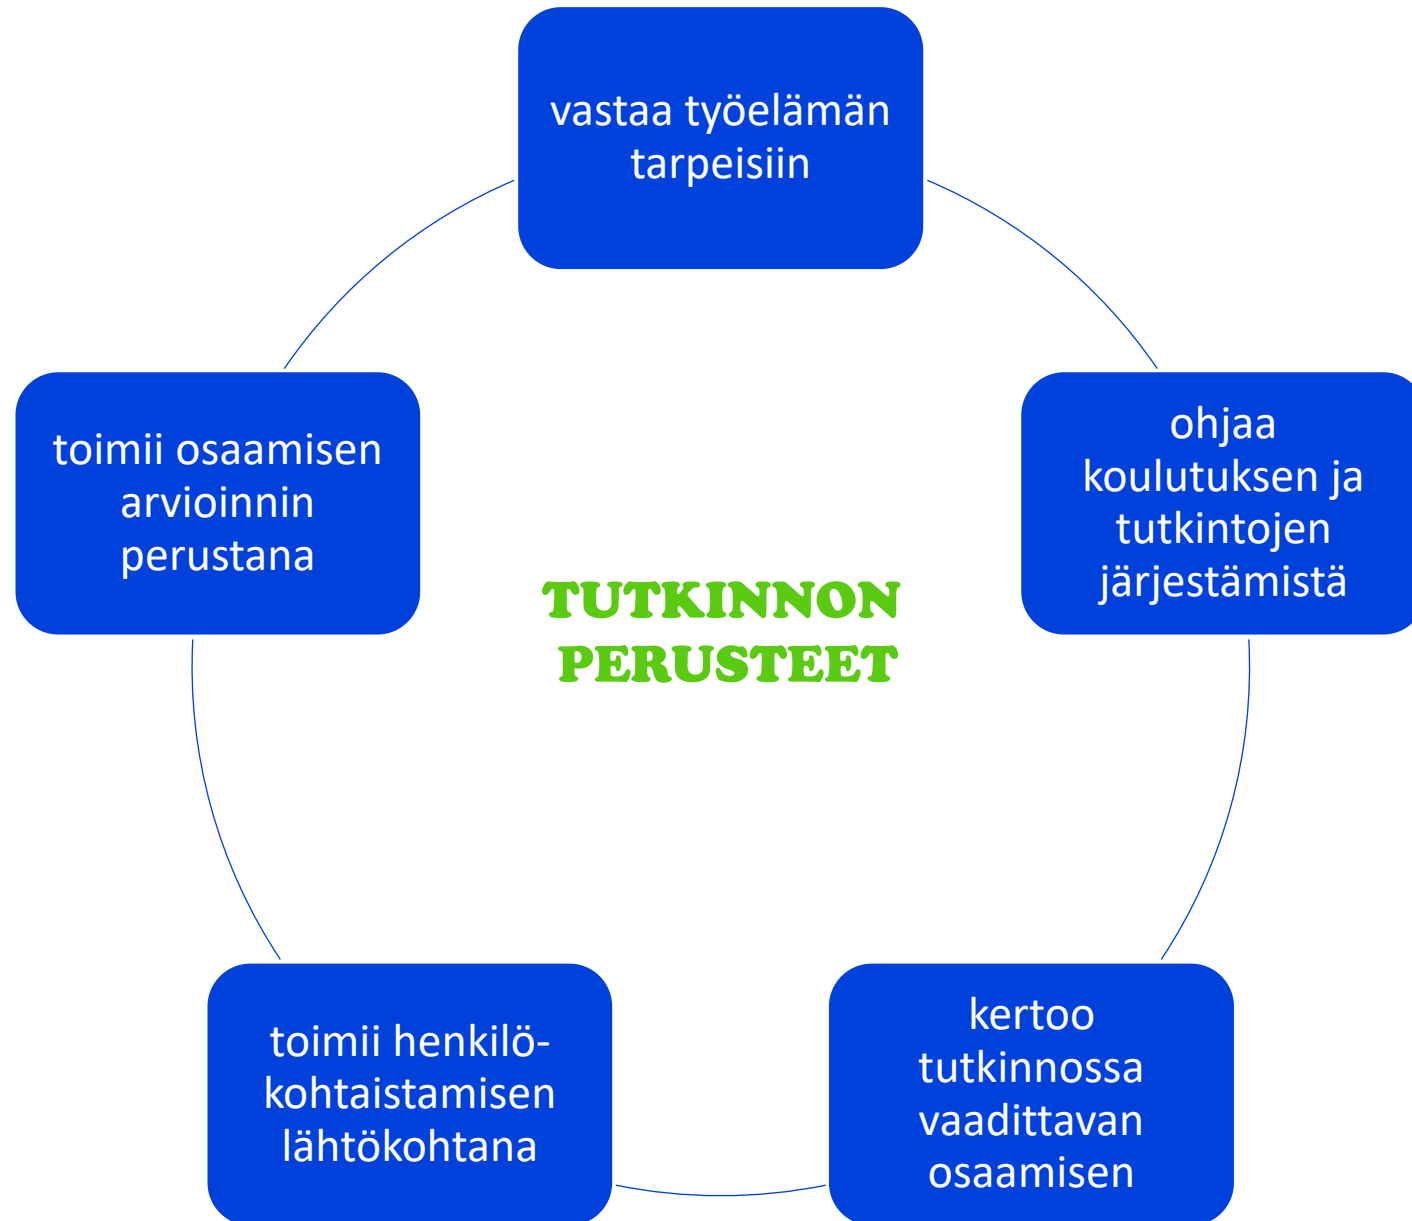 vastaa työelämän
tarpeisiin
ohjaa
koulutuksen ja
tutkintojen
järjestämistä
kertoo
tutkinnossa
vaadittavan
osaamisen
toimii henkilö-
kohtaistamisen
lähtökohtana
toimii osaamisen
arvioinnin
perustana
TUTKINNON
PERUSTEET